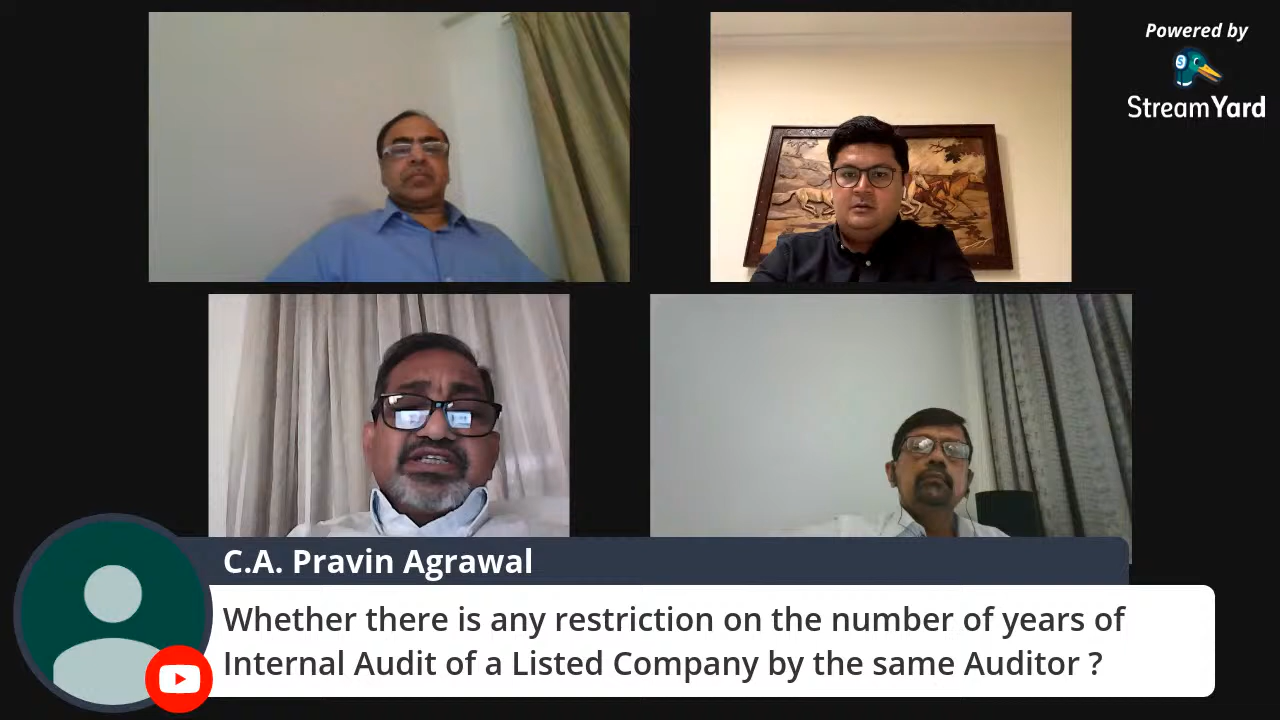 Powered by
StreamYard
C.A. Pravin Agrawal
Whether there is any restriction on the number of years of
Internal Audit of a Listed Company by the same Auditor ?